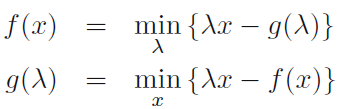 f(x) = min_λ {λx − g(λ)}
g(λ) = min_x {λx − f(x)}